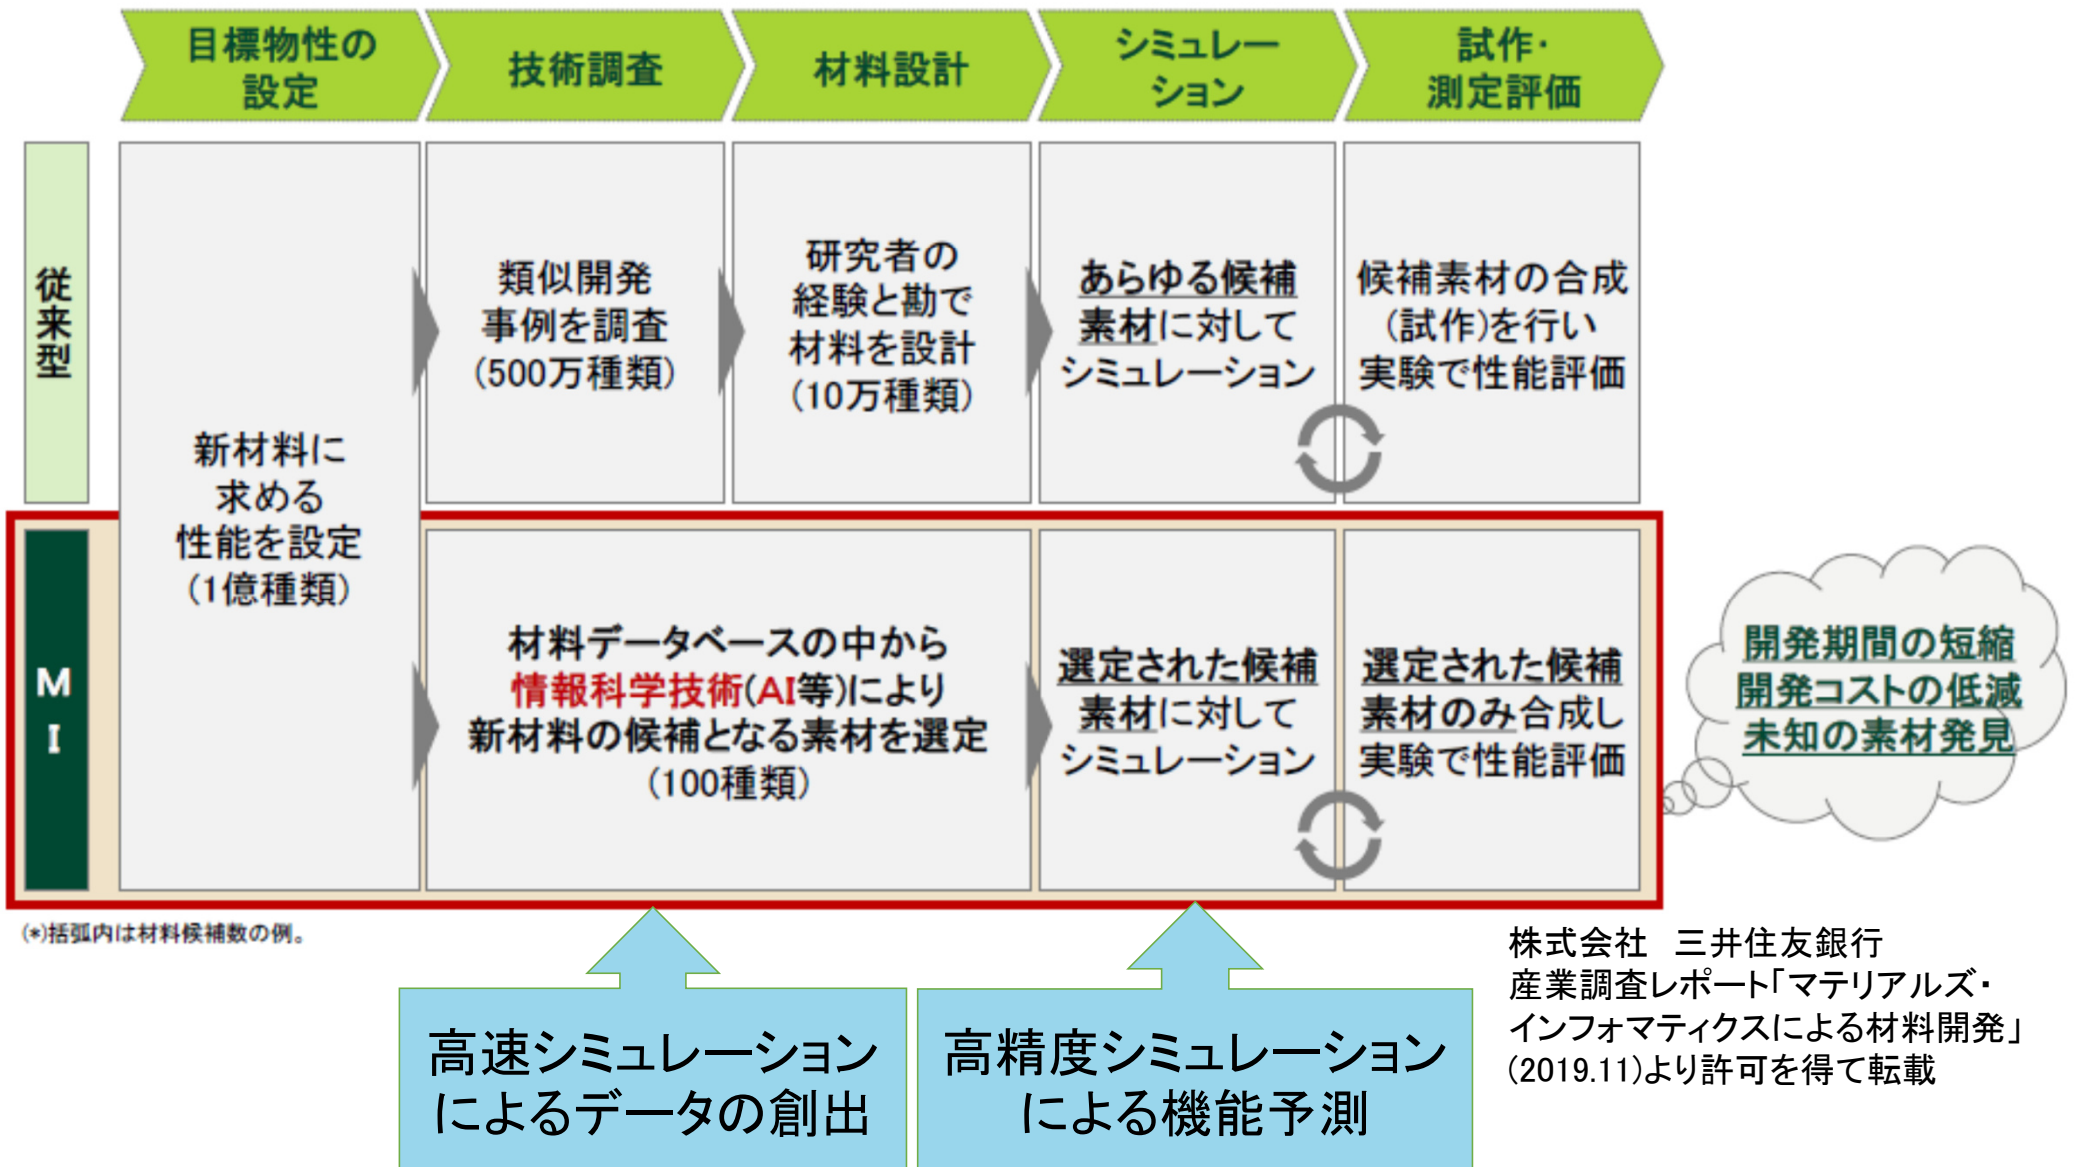 目標物性の
設定
技術調査
材料設計
シミュレー
ション
試作・
測定評価
従来型
新材料に
求める
性能を設定
(1億種類)
類似開発
事例を調査
(500万種類)
研究者の
経験と勘で
材料を設計
(10万種類)
あらゆる候補
素材に対して
シミュレーション
候補素材の合成
(試作)を行い
実験で性能評価
MI
材料データベースの中から
情報科学技術(AI等)により
新材料の候補となる素材を選定
(100種類)
選定された候補
素材に対して
シミュレーション
選定された候補
素材のみ合成し
実験で性能評価
開発期間の短縮
開発コストの低減
未知の素材発見
(*)括弧内は材料候補数の例。
高速シミュレーション
によるデータの創出
高精度シミュレーション
による機能予測
株式会社　三井住友銀行
産業調査レポート「マテリアルズ・
インフォマティクスによる材料開発」
(2019.11)より許可を得て転載